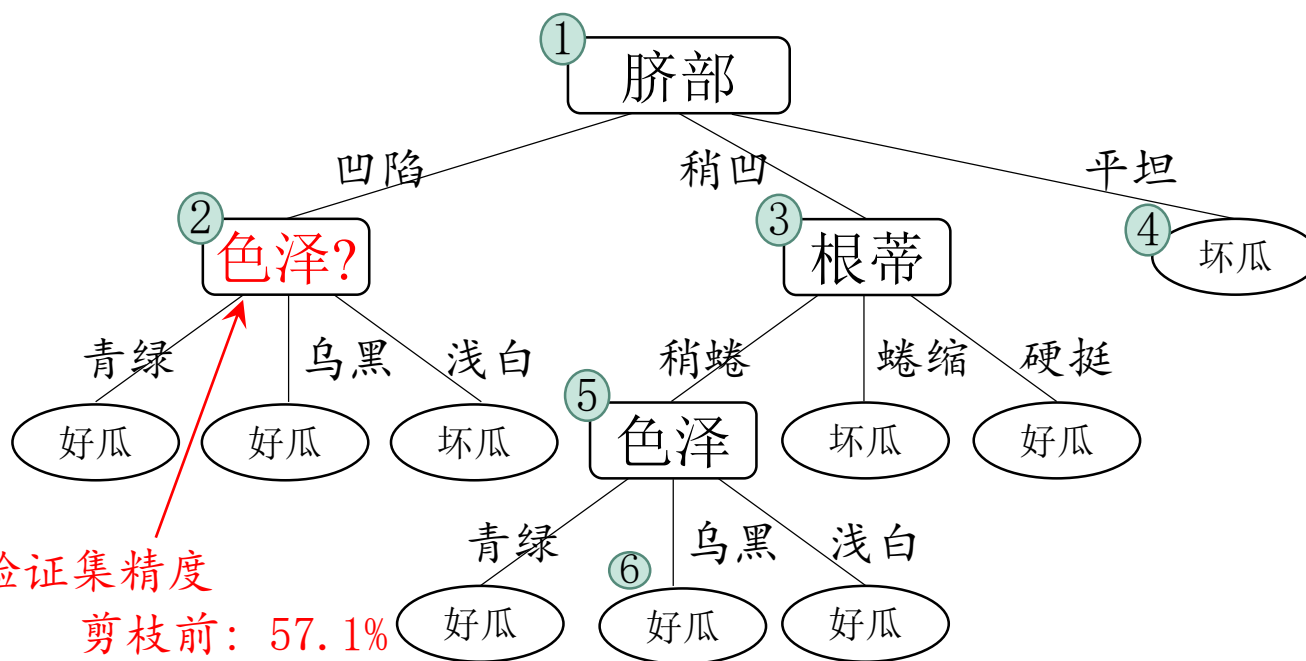 ①
脐部
凹陷
稍凹
平坦
②
色泽?
③
根蒂
④
坏瓜
青绿
乌黑
浅白
稍蜷
蜷缩
硬挺
好瓜
好瓜
坏瓜
⑤
色泽
坏瓜
好瓜
青绿
⑥
乌黑
浅白
验证集精度
剪枝前: 57.1%
好瓜
好瓜
好瓜